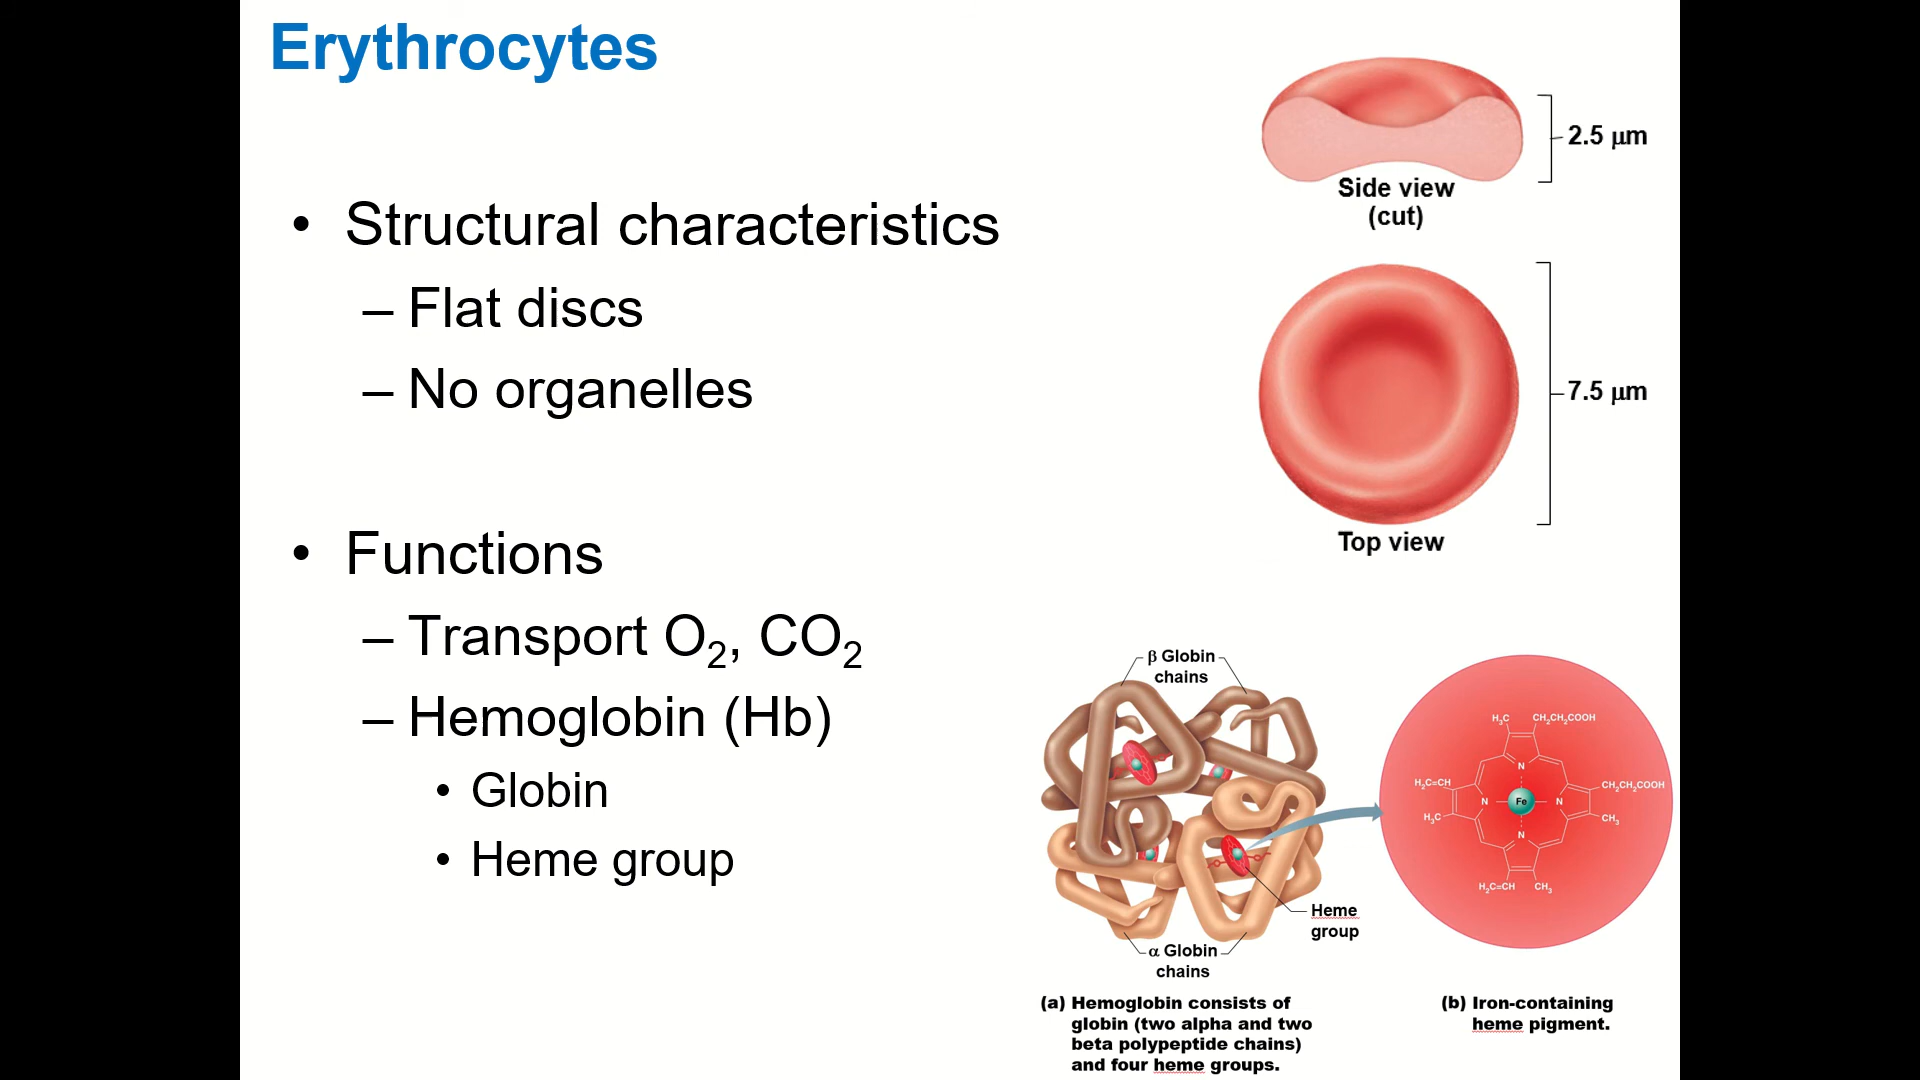 Erythrocytes
• Structural characteristics
– Flat discs
– No organelles
• Functions
– Transport O₂, CO₂
– Hemoglobin (Hb)
• Globin
• Heme group
2.5 µm
Side view
(cut)
7.5 µm
Top view
β Globin
chains
Heme
group
α Globin
chains
(a) Hemoglobin consists of
globin (two alpha and two
beta polypeptide chains)
and four heme groups.
H₃C
CH₂CH₂COOH
N
H₂C=CH
CH₂CH₂COOH
N
Fe
N
H₃C
CH₃
N
H₂C=CH
CH₃
(b) Iron-containing
heme pigment.